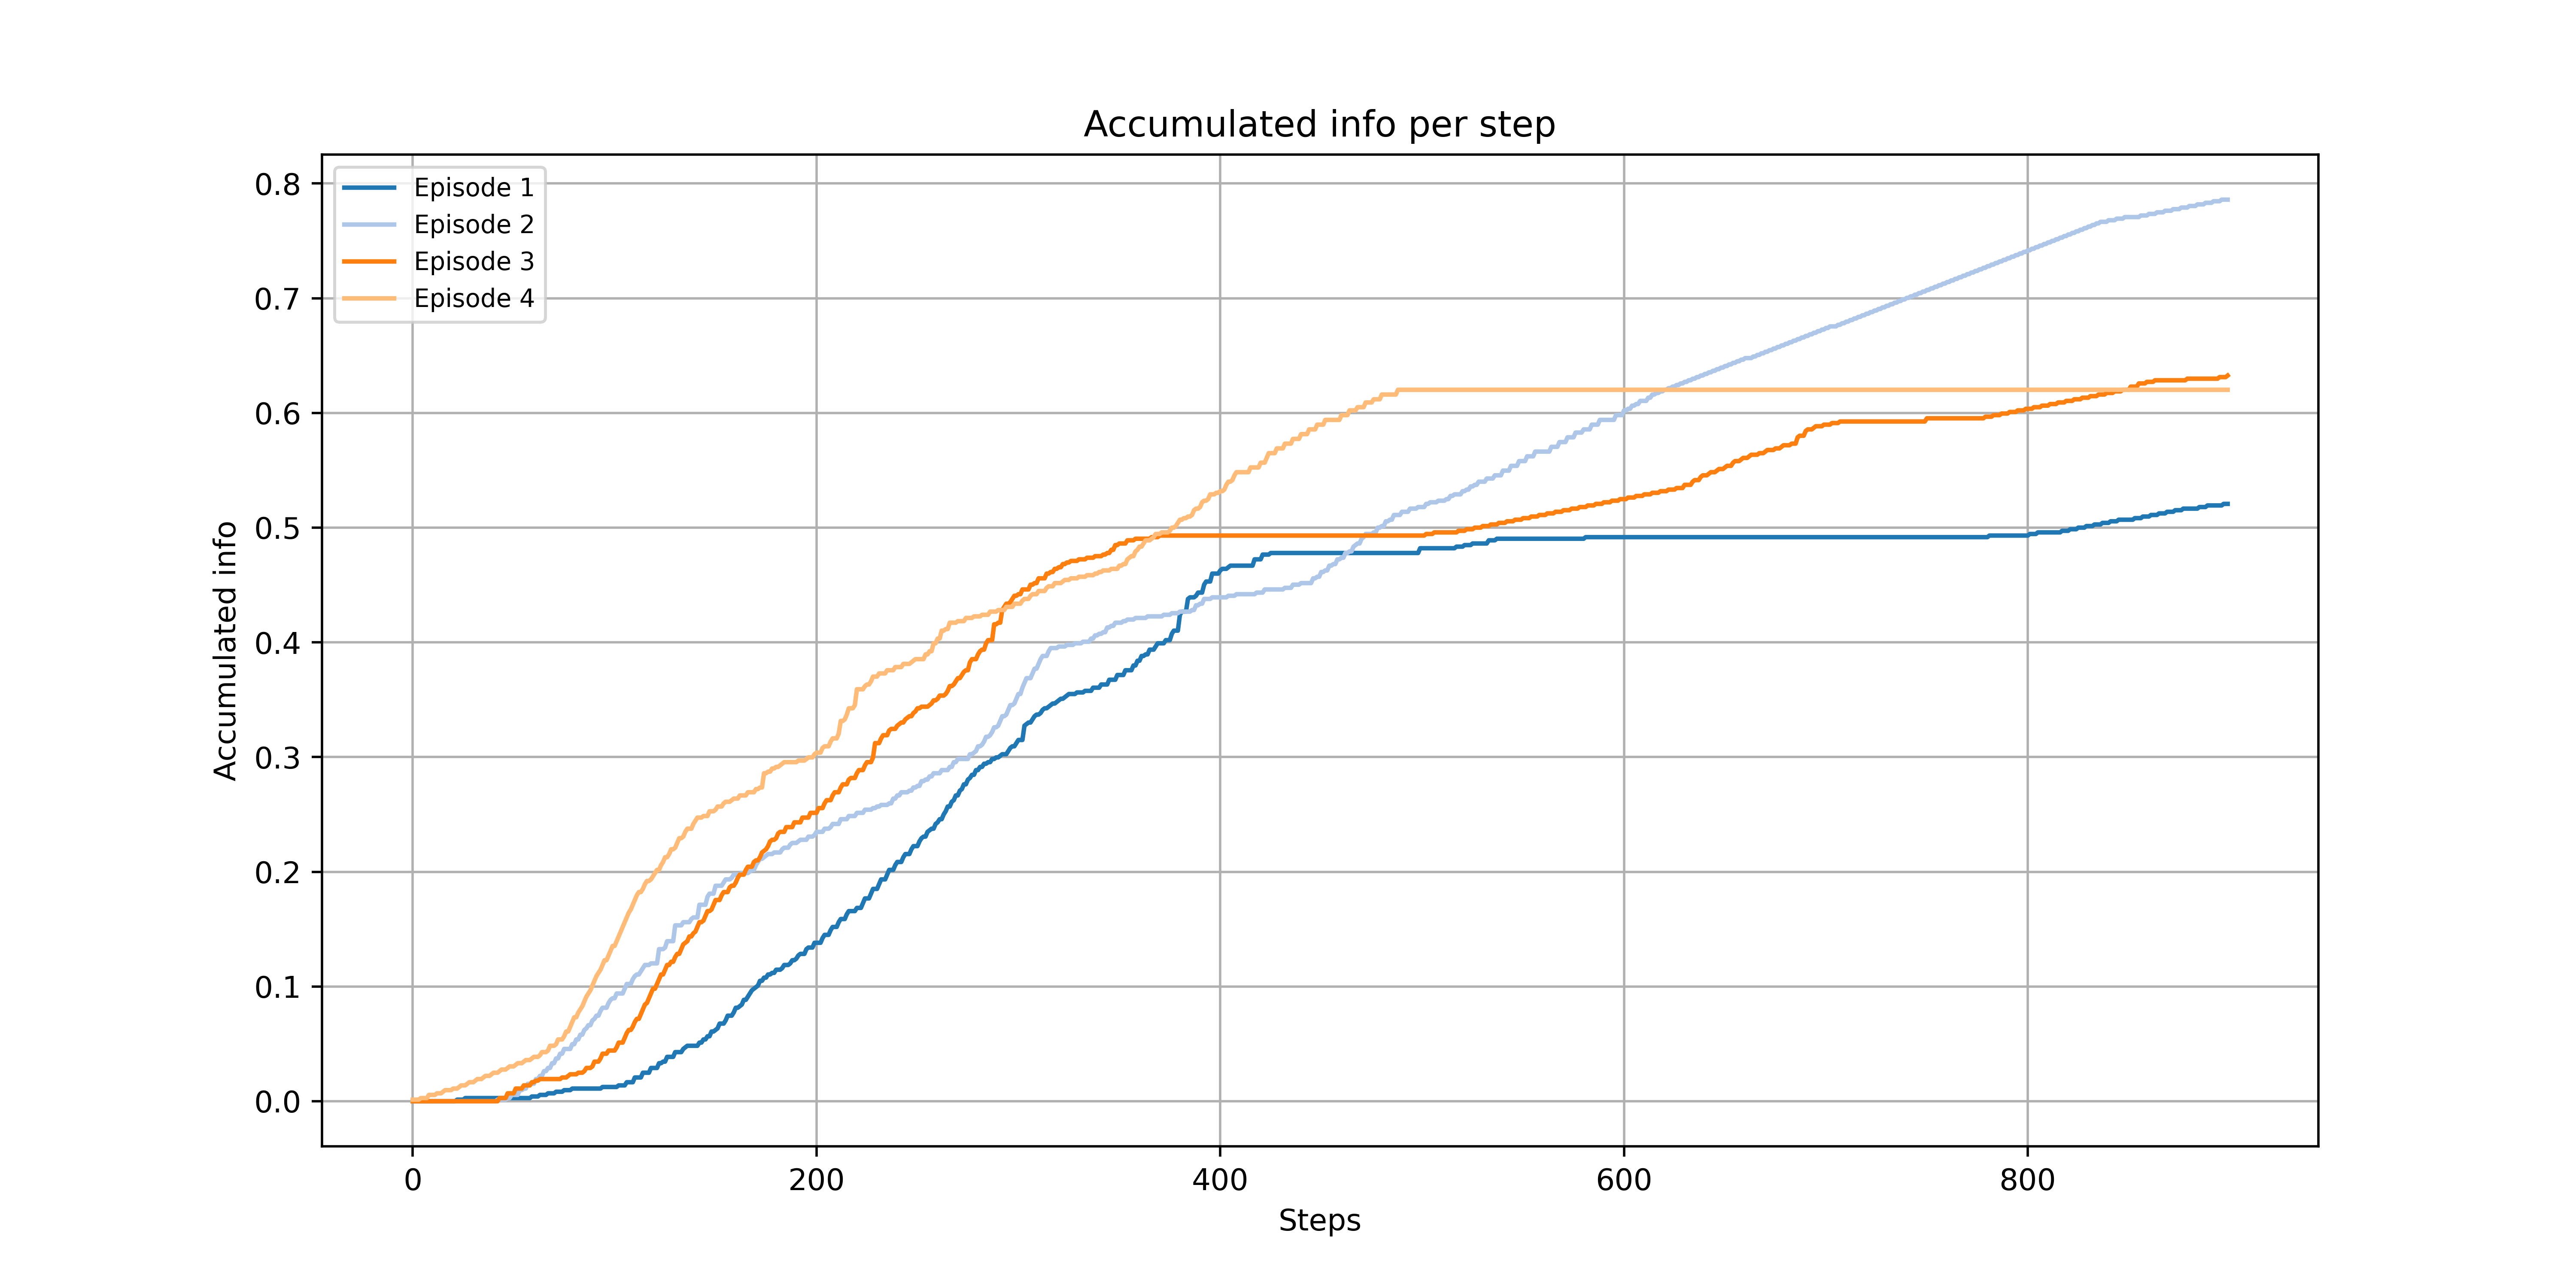 Accumulated info per step
Episode 1
Episode 2
Episode 3
Episode 4
0.8
0.7
0.6
0.5
0.4
0.3
0.2
0.1
0.0
Accumulated info
0 200 400 600 800
Steps